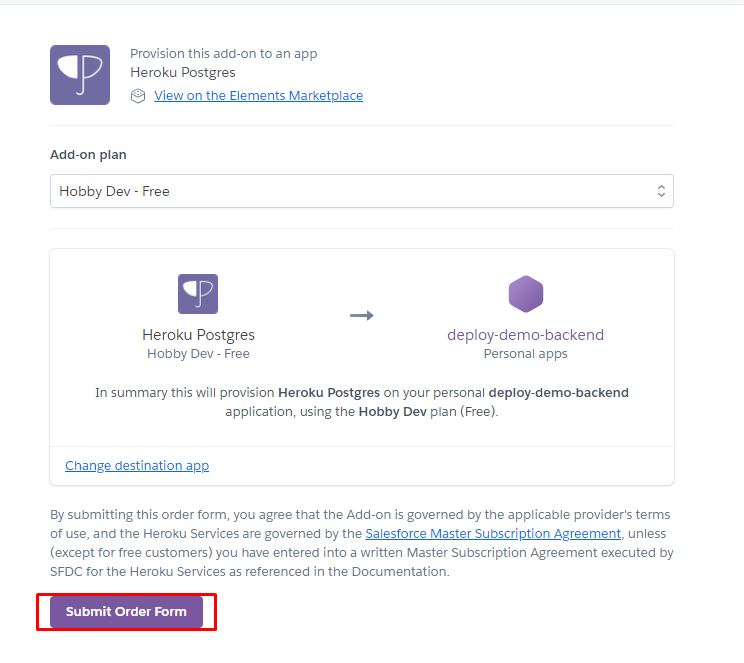 Provision this add-on to an app
Heroku Postgres
View on the Elements Marketplace
Add-on plan
Hobby Dev - Free
Heroku Postgres
Hobby Dev - Free
deploy-demo-backend
Personal apps
In summary this will provision Heroku Postgres on your personal deploy-demo-backend
application, using the Hobby Dev plan (Free).
Change destination app
By submitting this order form, you agree that the Add-on is governed by the applicable provider's terms
of use, and the Heroku Services are governed by the Salesforce Master Subscription Agreement, unless
(except for free customers) you have entered into a written Master Subscription Agreement executed by
SFDC for the Heroku Services as referenced in the Documentation.
Submit Order Form